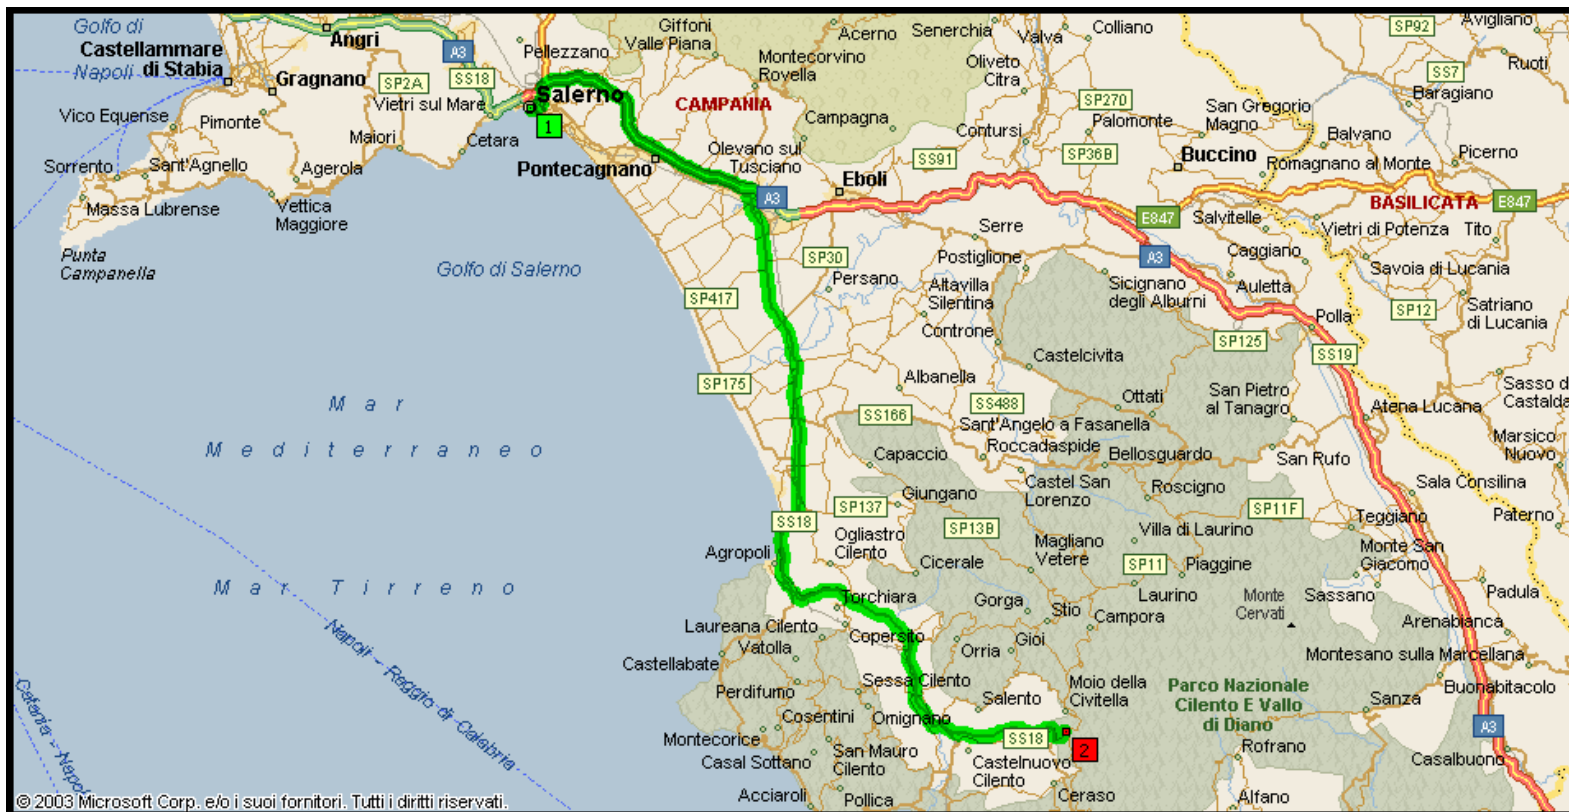 Golfo di
Napoli
Castellammare
di Stabia
Angri
Gragnano
A3
SS18
SP2A
Pellezzano
Giffoni
Valle Piana
Acerno
Senerchia
Montecorvino
Rovella
Valva
Colliano
Oliveto
Citra
SP92
Avigliano
SS7
Ruoti
Baragiano
Vietri sul Mare
Salerno
1
CAMPANIA
Campagna
Contursi
SP270
Palomonte
San Gregorio
Magno
Balvano
Vico Equense
Pimonte
Maiori
Cetara
Olevano sul
Tusciano
SS91
SP36B
Buccino
Romagnano al Monte
Picerno
Sorrento
Sant'Agnello
Agerola
Pontecagnano
A3
Eboli
BASILICATA
E847
Massa Lubrense
Vettica
Maggiore
E847
Salvitelle
Vietri di Potenza
Tito
Serre
Punta
Campanella
Golfo di Salerno
SP30
Postiglione
A3
Caggiano
Savoia di Lucania
Persano
Altavilla
Silentina
Sicignano
degli Alburni
Auletta
Satriano
di Lucania
SP417
SP12
Controne
Polla
SP125
SS19
Castelcivita
SP175
Albanella
Ottati
San Pietro
al Tanagro
Sasso d
Castalda
Mar
Mediterraneo
SS166
SS488
Sant'Angelo a Fasanella
Roccadaspide
Atena Lucana
Marsico
Nuovo
Capaccio
Bellosguardo
San Rufo
Castel San
Lorenzo
Giungano
Roscigno
Sala Consilina
SP137
SP11F
SS18
SP13B
Villa di Laurino
Teggiano
Paterno
Agropoli
Ogliastro
Cilento
Magliano
Vetere
Monte San
Giacomo
Cicerale
SP11
Piaggine
Mar Tirreno
Torchiara
Gorga
Stio
Laurino
Monte
Cervati
Sassano
Padula
Campora
Arenabianca
Laureana Cilento
Copersito
Gioi
Orria
Vatolla
Castellabate
Montesano sulla Marcellana
Napoli - Reggio di Calabria
Sessa Cilento
Moio della
Civitella
Parco Nazionale
Cilento E Vallo
di Diano
Buonabitacolo
Perdifumo
Salento
Sanza
Catania - Napol
Cosentini
Omignano
A3
Montecorice
SS18
2
Rofrano
San Mauro
Cilento
Castelnuovo
Cilento
Casalbuono
Casal Sottano
Acciaroli
Pollica
Ceraso
Alfano
© 2003 Microsoft Corp. e/o i suoi fornitori. Tutti i diritti riservati.